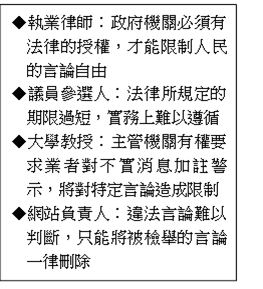 ◆執業律師：政府機關必須有
法律的授權，才能限制人民
的言論自由
◆議員參選人：法律所規定的
期限過短，實務上難以遵循
◆大學教授：主管機關有權要
求業者對不實消息加註警
示，將對特定言論造成限制
◆網站負責人：違法言論難以
判斷，只能將被檢舉的言論
一律刪除